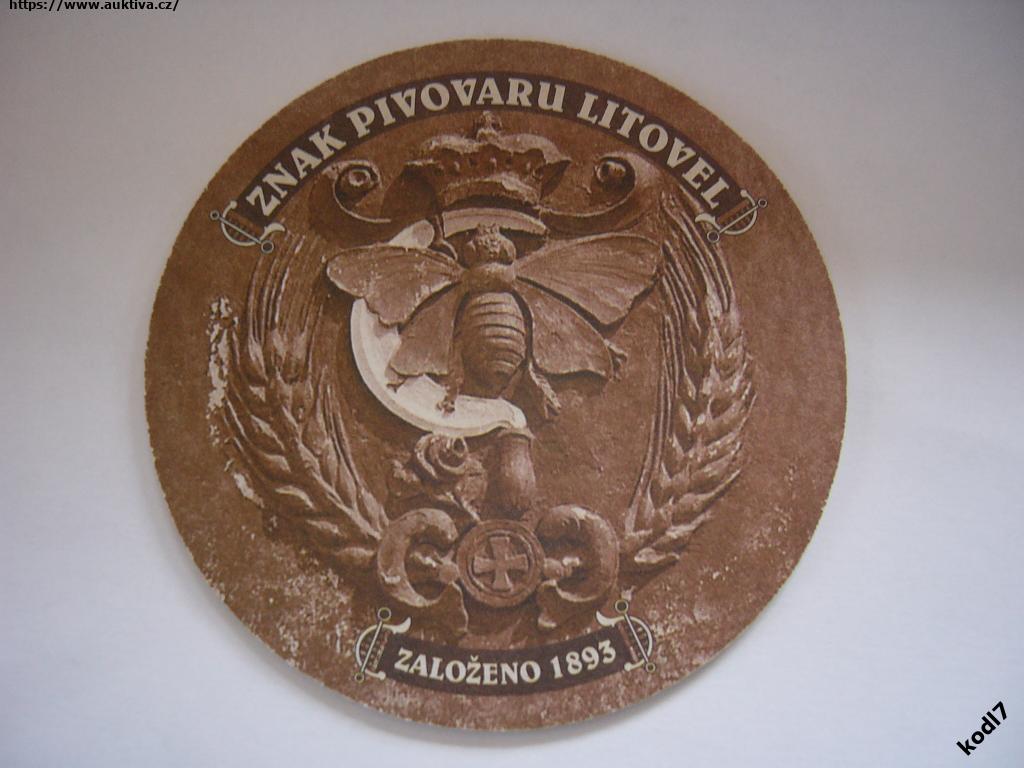 https://www.auktiva.cz/
ZNAK PIVOVARU LITOVEL
ZALOŽENO 1893
kodl7